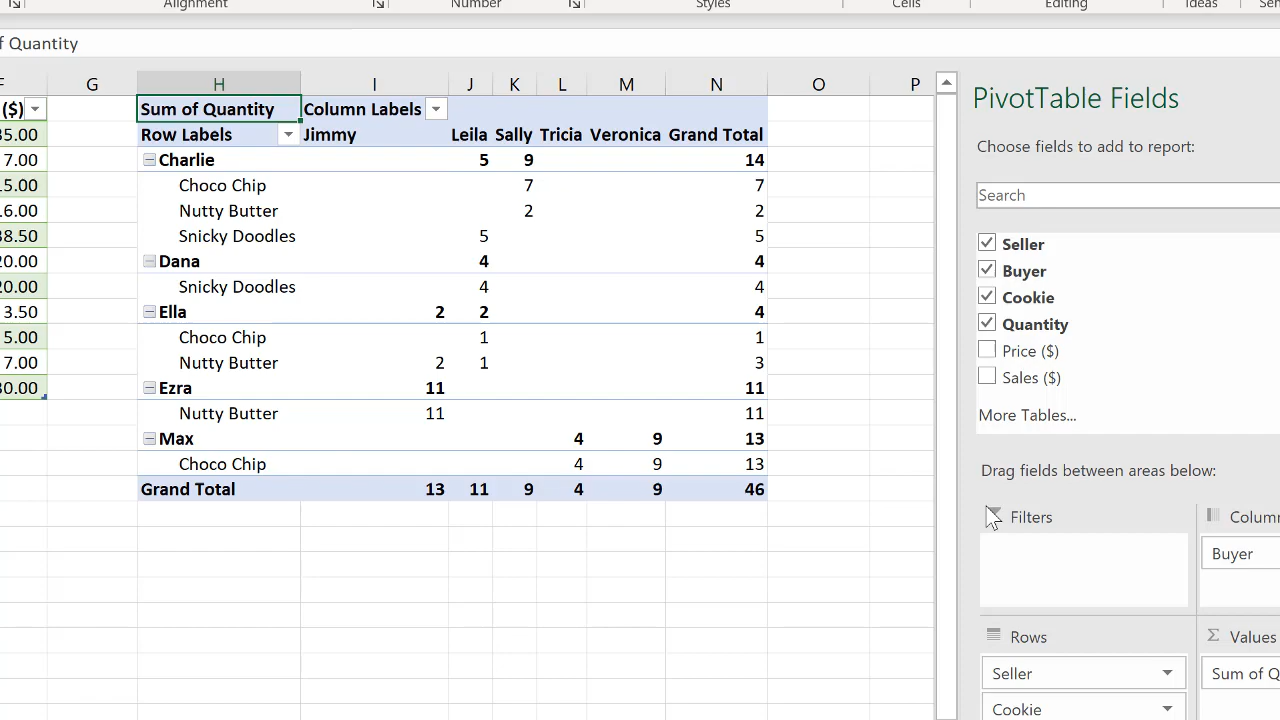 Alignment Number Styles Cells Editing Ideas
f Quantity
F G H I J K L M N O P
($) Sum of Quantity Column Labels
35.00 Row Labels Jimmy Leila Sally Tricia Veronica Grand Total
7.00 Charlie 5 9 14
15.00 Choco Chip 7 7
16.00 Nutty Butter 2 2
38.50 Snicky Doodles 5 5
20.00 Dana 4 4
20.00 Snicky Doodles 4 4
3.50 Ella 2 2 4
5.00 Choco Chip 1 1
7.00 Nutty Butter 2 1 3
30.00 Ezra 11 11
Nutty Butter 11 11
Max 4 9 13
Choco Chip 4 9 13
Grand Total 13 11 9 4 9 46
PivotTable Fields
Choose fields to add to report:
Search
Seller
Buyer
Cookie
Quantity
Price ($)
Sales ($)
More Tables...
Drag fields between areas below:
Filters Colum
Buyer
Rows Σ Values
Seller Sum of Q
Cookie